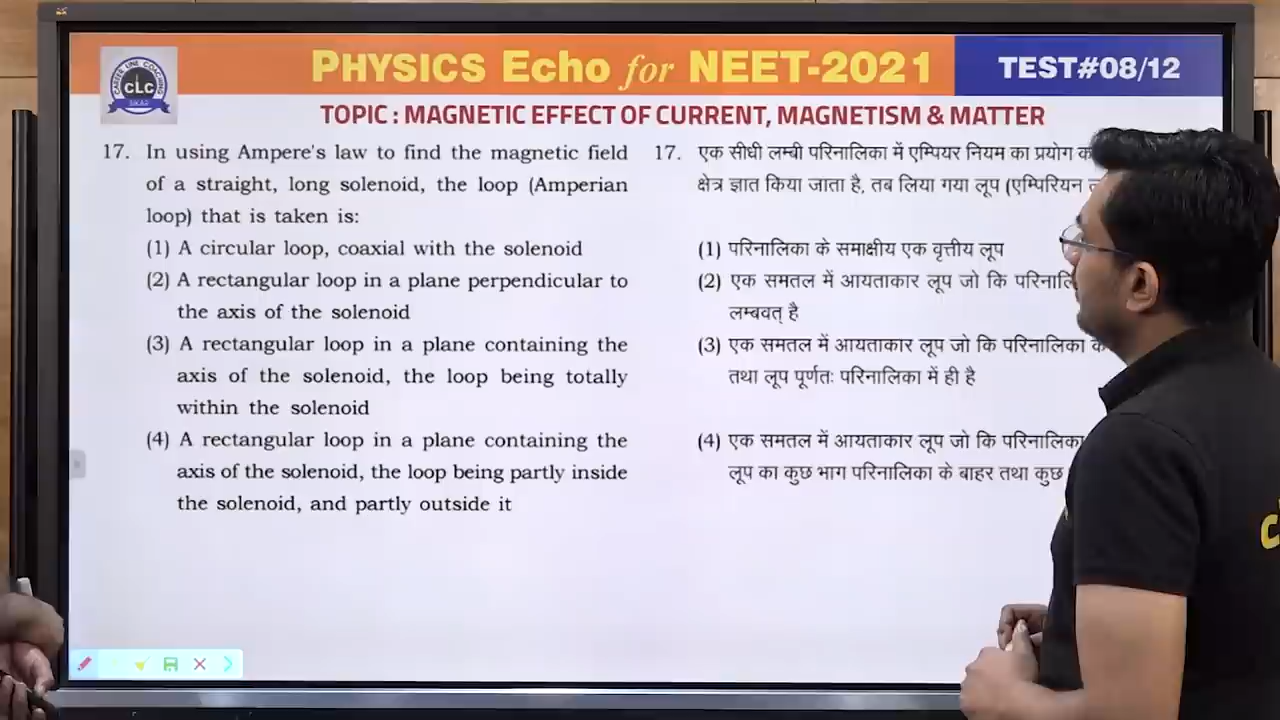 PHYSICS Echo for NEET-2021
TEST#08/12
CAREER LINE COACHING
CLC
SIKAR
TOPIC : MAGNETIC EFFECT OF CURRENT, MAGNETISM & MATTER
17. In using Ampere's law to find the magnetic field
of a straight, long solenoid, the loop (Amperian
loop) that is taken is:
(1) A circular loop, coaxial with the solenoid
(2) A rectangular loop in a plane perpendicular to
the axis of the solenoid
(3) A rectangular loop in a plane containing the
axis of the solenoid, the loop being totally
within the solenoid
(4) A rectangular loop in a plane containing the
axis of the solenoid, the loop being partly inside
the solenoid, and partly outside it
17. एक सीधी लम्बी परिनालिका में एम्पियर नियम का प्रयोग
क्षेत्र ज्ञात किया जाता है, तब लिया गया लूप (एम्पिरियन
(1) परिनालिका के समाक्षीय एक वृत्तीय लूप
(2) एक समतल में आयताकार लूप जो कि
लम्बवत् है
(3) एक समतल में आयताकार लूप जो कि परिनालिका
तथा लूप पूर्णतः परिनालिका में ही है
(4) एक समतल में आयताकार लूप जो कि परिनालिका
लूप का कुछ भाग परिनालिका के बाहर तथा कुछ